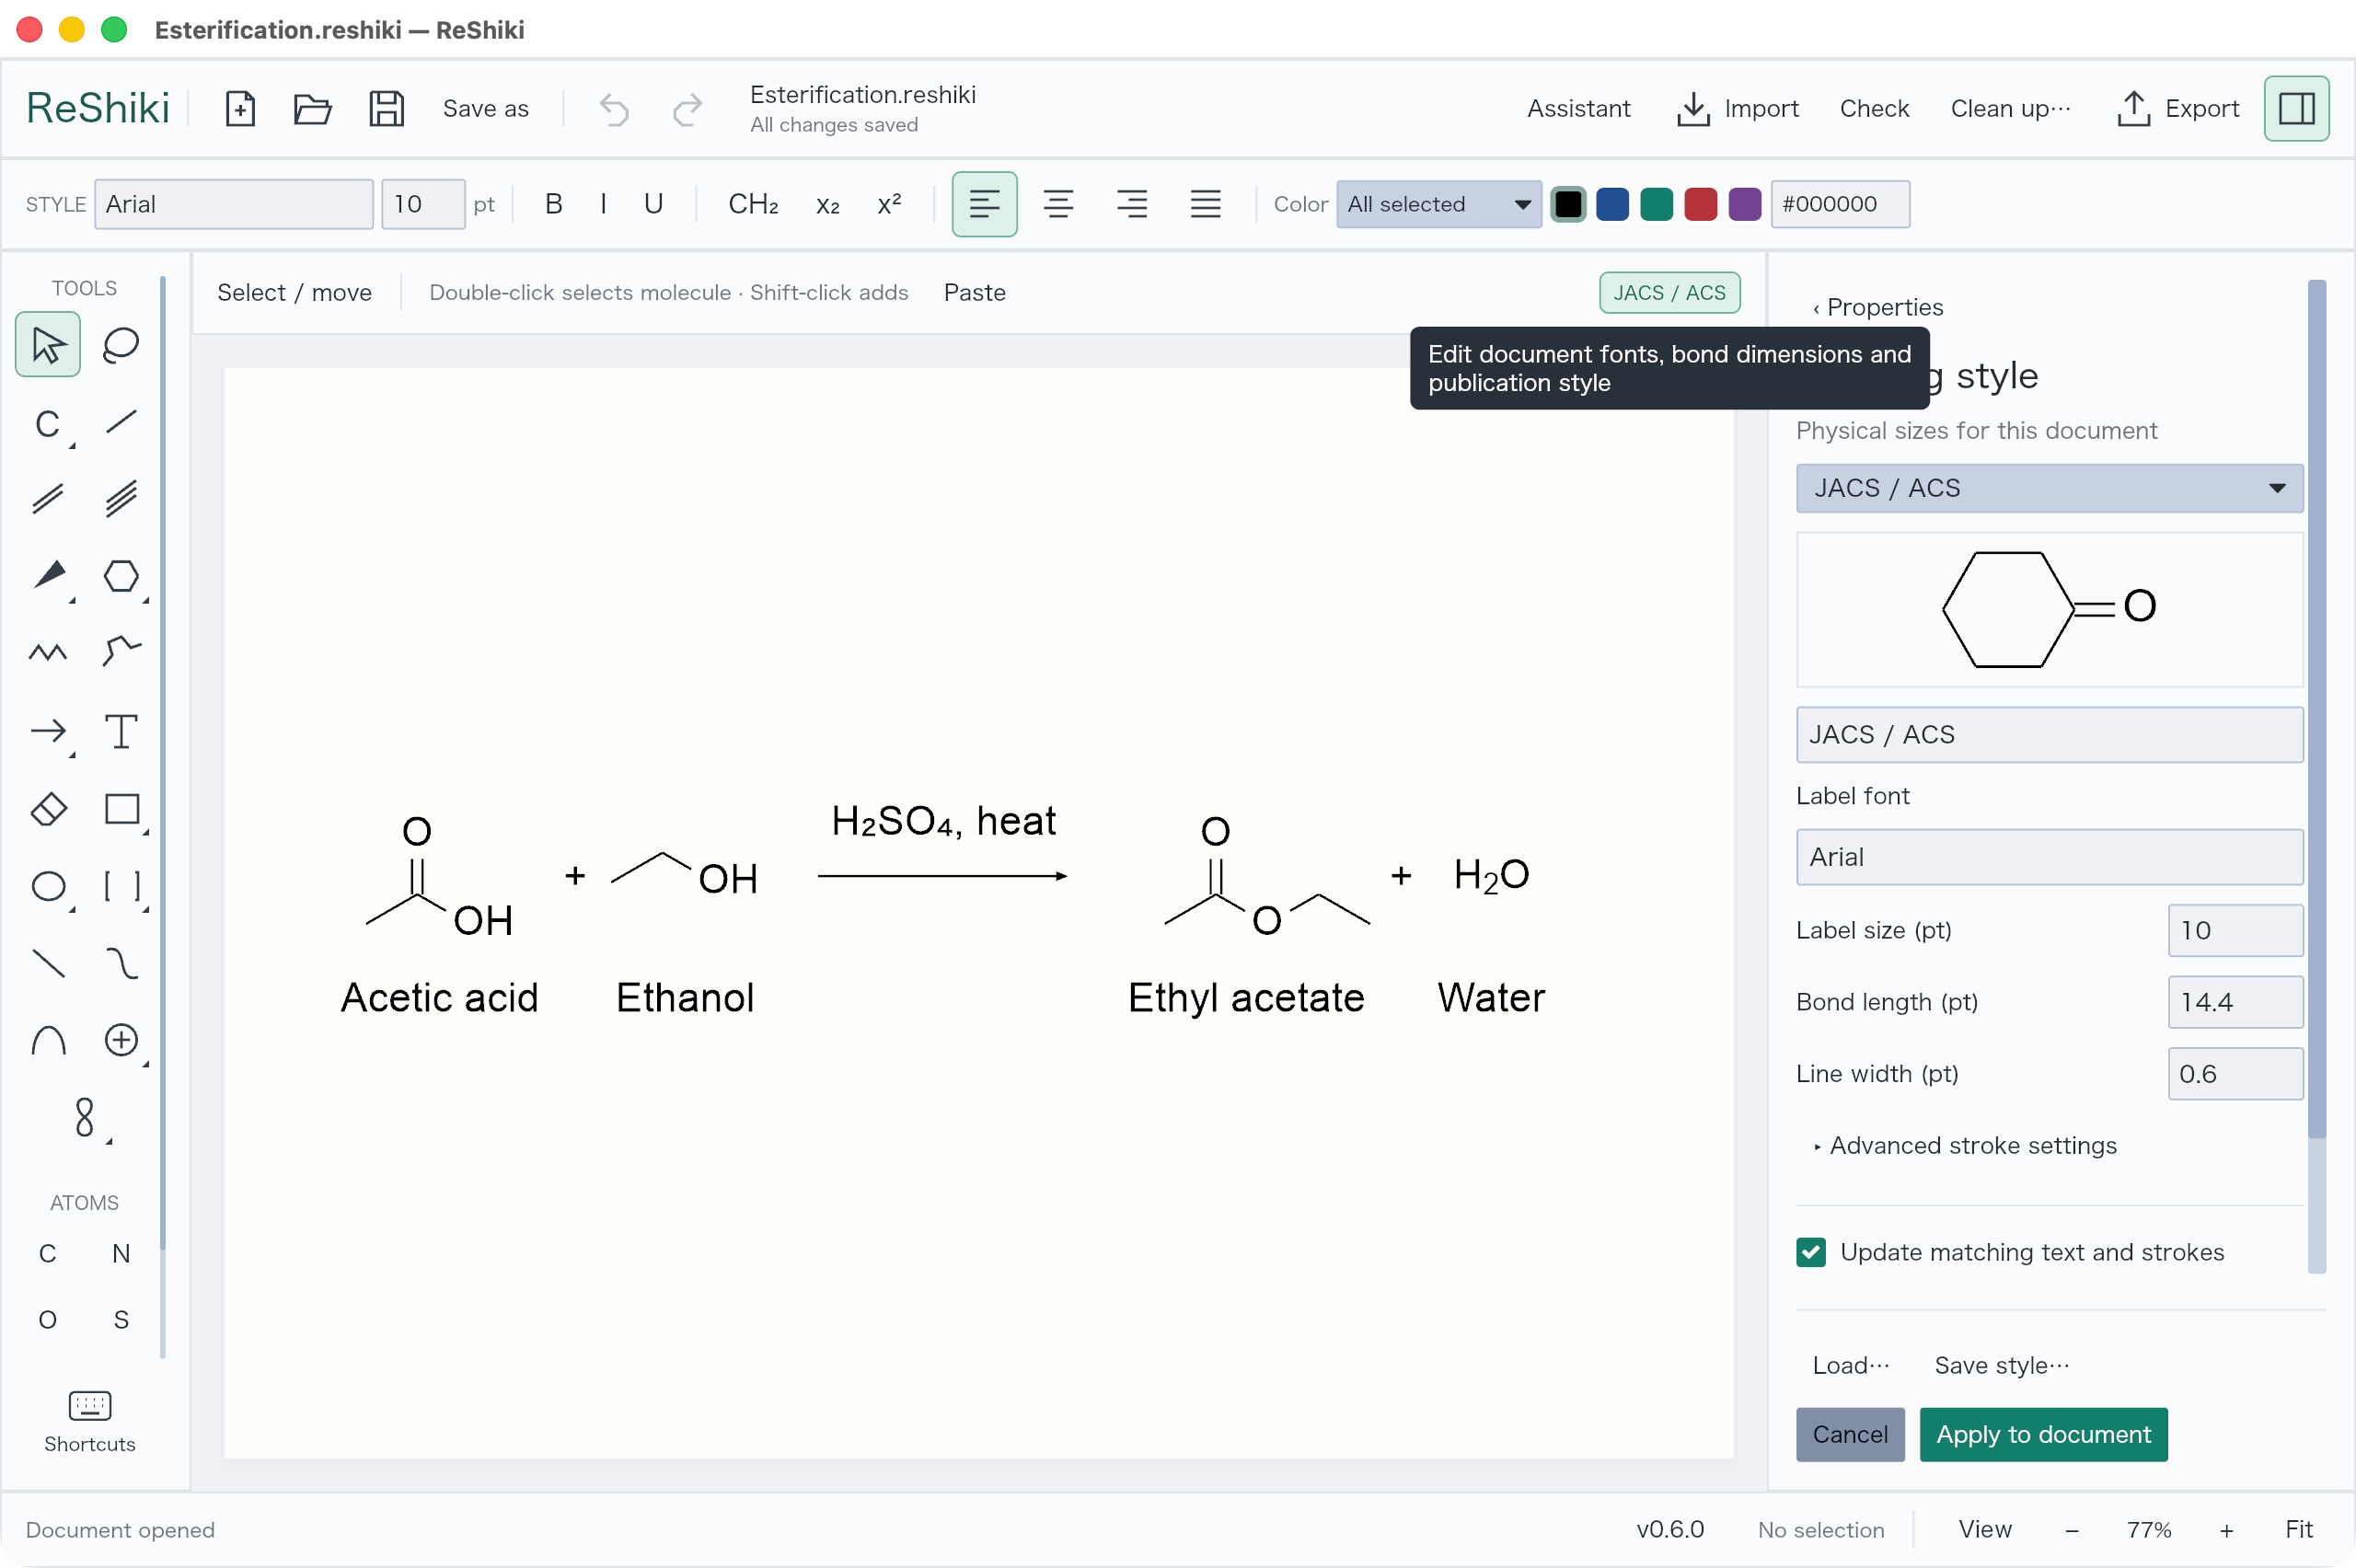 Esterification.reshiki — ReShiki
ReShiki
Save as
Esterification.reshiki
All changes saved
Assistant
Import
Check
Clean up…
Export
STYLE
Arial
10
pt
B
I
U
CH₂
x₂
x²
Color
All selected
#000000
TOOLS
C
T
[ ]
ATOMS
C N
O S
Shortcuts
Select / move
Double-click selects molecule · Shift-click adds
Paste
JACS / ACS
Edit document fonts, bond dimensions and
publication style
O
OH
+
OH
H₂SO₄, heat
O
O
+
H₂O
Acetic acid
Ethanol
Ethyl acetate
Water
‹ Properties
g style
Physical sizes for this document
JACS / ACS
O
JACS / ACS
Label font
Arial
Label size (pt)
10
Bond length (pt)
14.4
Line width (pt)
0.6
‣ Advanced stroke settings
Update matching text and strokes
Load…
Save style…
Cancel
Apply to document
Document opened
v0.6.0
No selection
View
−
77%
+
Fit